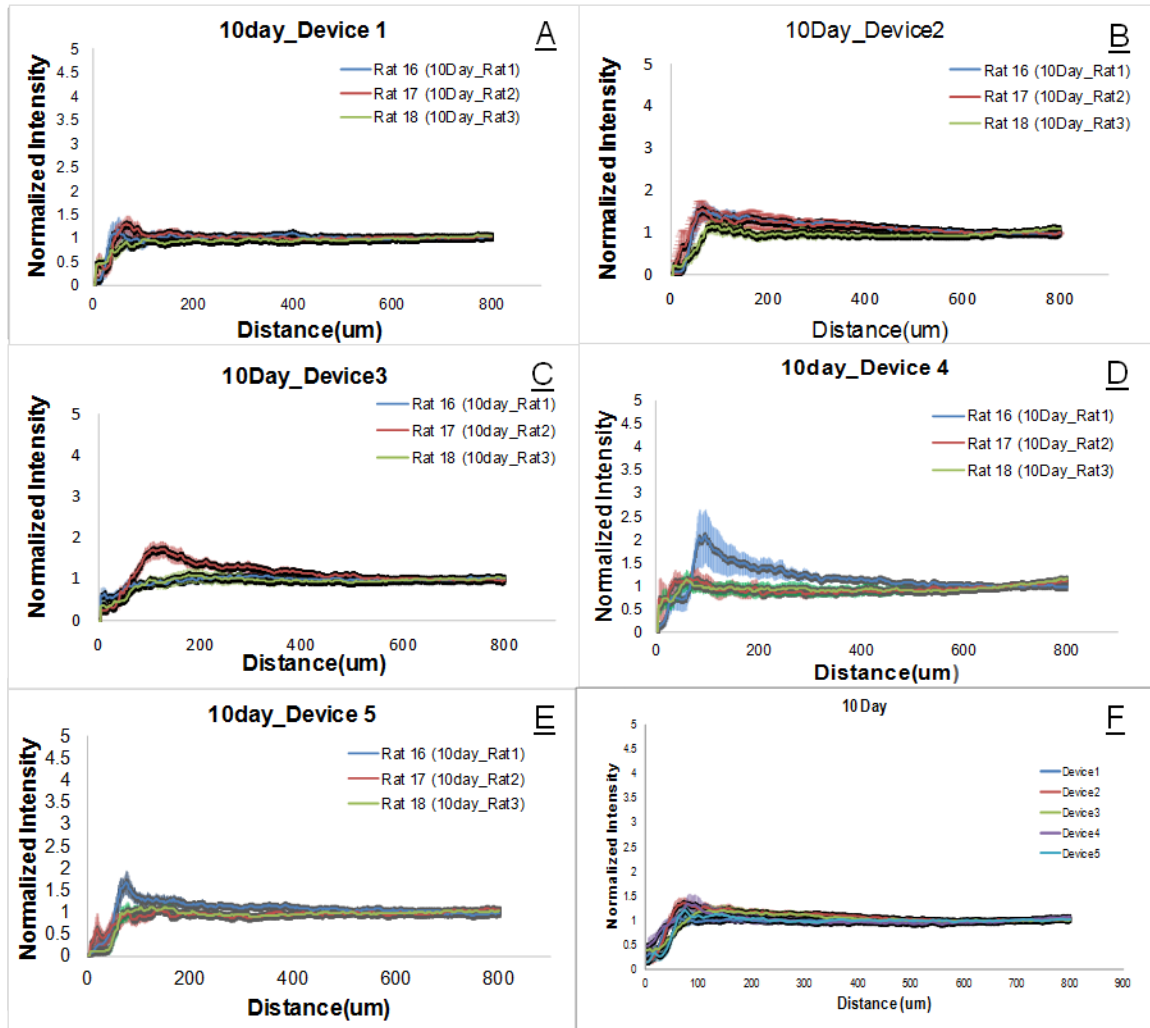 10day_Device 1
A
5
4.5
4
3.5
3
2.5
2
1.5
1
0.5
0
Normalized Intensity
Rat 16 (10Day_Rat1)
Rat 17 (10Day_Rat2)
Rat 18 (10Day_Rat3)
0 200 400 600 800
Distance(um)
10Day_Device2
B
5
4
3
2
1
0
Normalized Intensity
Rat 16 (10Day_Rat1)
Rat 17 (10Day_Rat2)
Rat 18 (10Day_Rat3)
0 200 400 600 800
Distance(um)
10Day_Device3
C
5
4
3
2
1
0
Normalized Intensity
Rat 16 (10day_Rat1)
Rat 17 (10day_Rat2)
Rat 18 (10day_Rat3)
0 200 400 600 800
Distance(um)
10day_Device 4
D
5
4.5
4
3.5
3
2.5
2
1.5
1
0.5
0
Normalized Intensity
Rat 16 (10Day_Rat1)
Rat 17 (10Day_Rat2)
Rat 18 (10Day_Rat3)
0 200 400 600 800
Distance(um)
10day_Device 5
E
5
4.5
4
3.5
3
2.5
2
1.5
1
0.5
0
Normalized Intensity
Rat 16 (10day_Rat1)
Rat 17 (10day_Rat2)
Rat 18 (10day_Rat3)
0 200 400 600 800
Distance(um)
10 Day
F
5
4.5
4
3.5
3
2.5
2
1.5
1
0.5
0
Normalized Intensity
Device1
Device2
Device3
Device4
Device5
0 100 200 300 400 500 600 700 800 900
Distance (um)